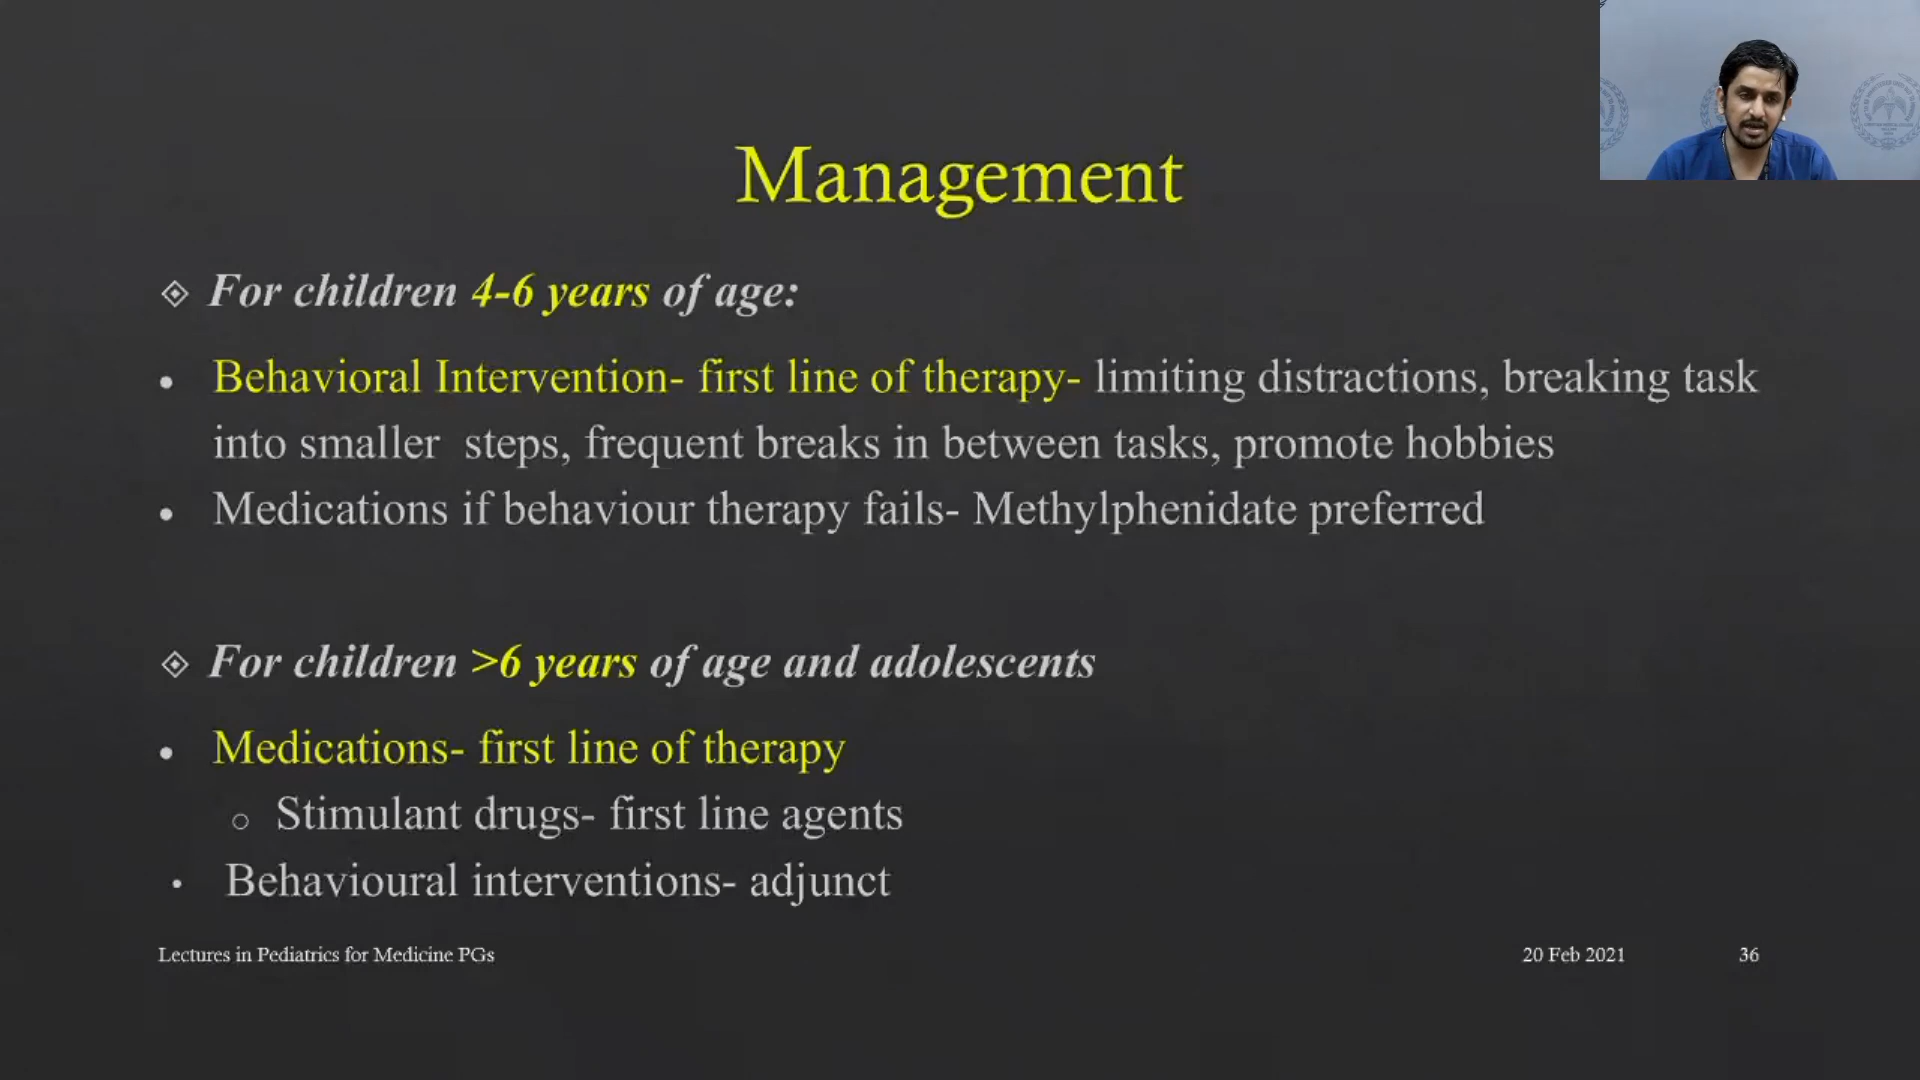 Management
For children 4-6 years of age:
Behavioral Intervention- first line of therapy- limiting distractions, breaking task
into smaller steps, frequent breaks in between tasks, promote hobbies
Medications if behaviour therapy fails- Methylphenidate preferred
For children >6 years of age and adolescents
Medications- first line of therapy
Stimulant drugs- first line agents
Behavioural interventions- adjunct
Lectures in Pediatrics for Medicine PGs
20 Feb 2021
36